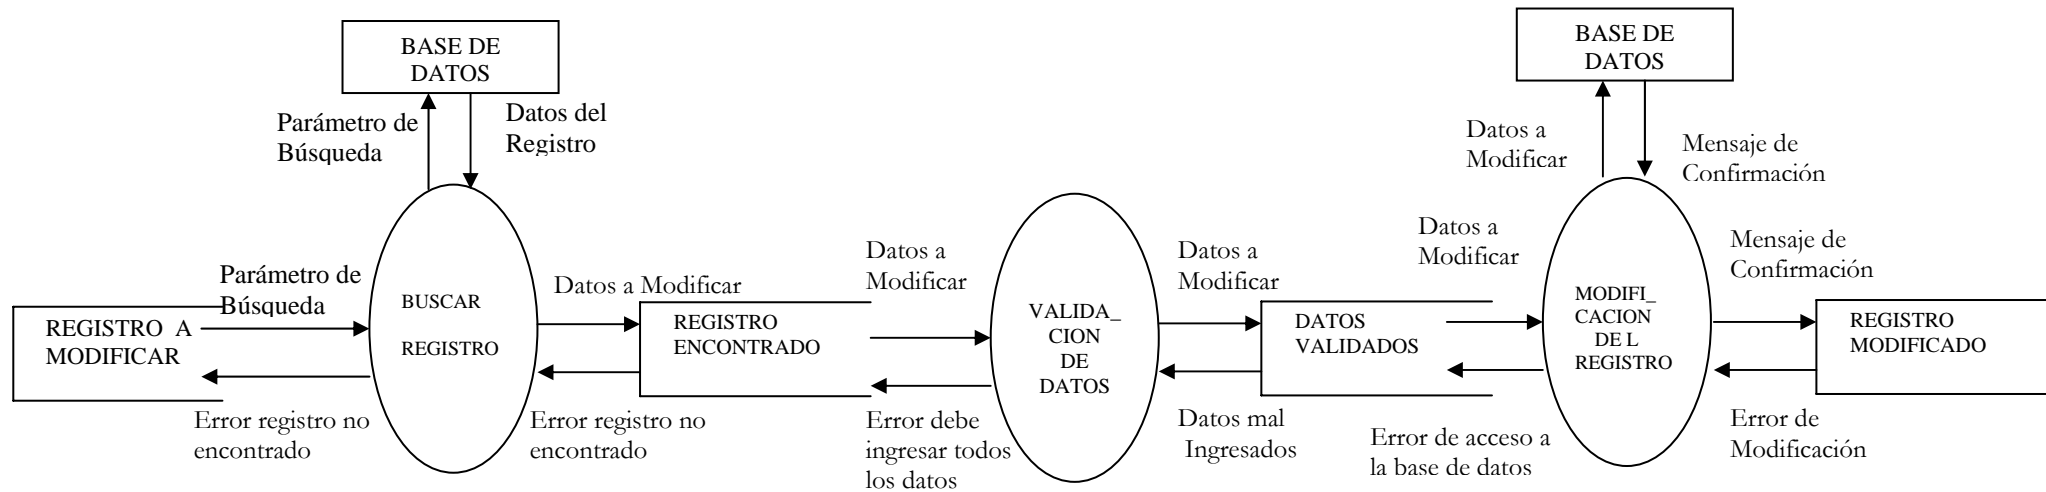 BASE DE
DATOS
Parámetro de
Búsqueda
Datos del
Registro
Parámetro de
Búsqueda
REGISTRO A
MODIFICAR
Error registro no
encontrado
BUSCAR
REGISTRO
Datos a Modificar
REGISTRO
ENCONTRADO
Error registro no
encontrado
Datos a
Modificar
Error debe
ingresar todos
los datos
VALIDA_
CION
DE
DATOS
Datos a
Modificar
DATOS
VALIDADOS
Datos mal
Ingresados
Datos a
Modificar
Error de acceso a
la base de datos
BASE DE
DATOS
Datos a
Modificar
Mensaje de
Confirmación
MODIFI_
CACION
DE L
REGISTRO
Mensaje de
Confirmación
REGISTRO
MODIFICADO
Error de
Modificación